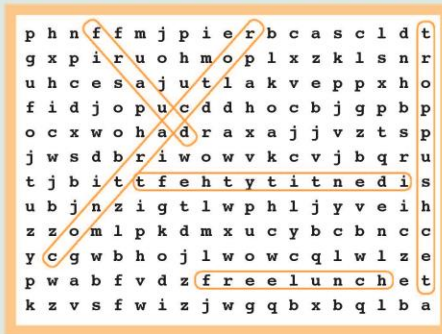 p h n f f m j p i e r b c a s c l d t
g x p i r u o h m o p l x z k l s n r
u h c e s a j u t l a k v e p p x h o
f i d j o p u c d d h o c b j g p b p
o c x w o h a d r a x a j j v z t s p
j w s d b r i w o w v k c v j b q r u
t j b i t t f e h t y t i t n e d i s
u b j n z i g t l w p h l j y v e i h
z z o m l p k d m x u c y b c b n c c
y c g w b h o j l w o w c q l w l z e
p w a b f v d z f r e e l u n c h e t
k z v s f w i z j w g q b x b q l b a